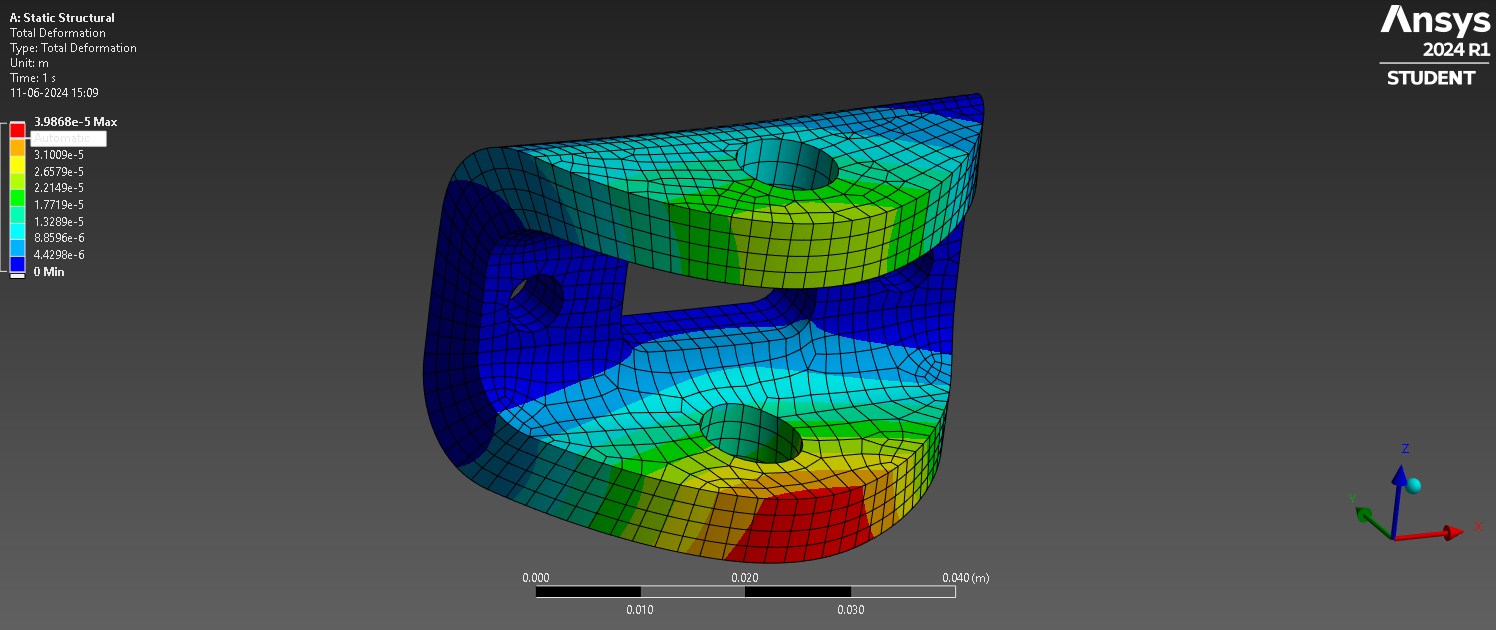 A: Static Structural
Total Deformation
Type: Total Deformation
Unit: m
Time: 1 s
11-06-2024 15:09
3.9868e-5 Max
Automatic
3.1009e-5
2.6579e-5
2.2149e-5
1.7719e-5
1.3289e-5
8.8596e-6
4.4298e-6
0 Min
Ansys
2024 R1
STUDENT
0.000
0.020
0.040 (m)
0.010
0.030
Z
Y